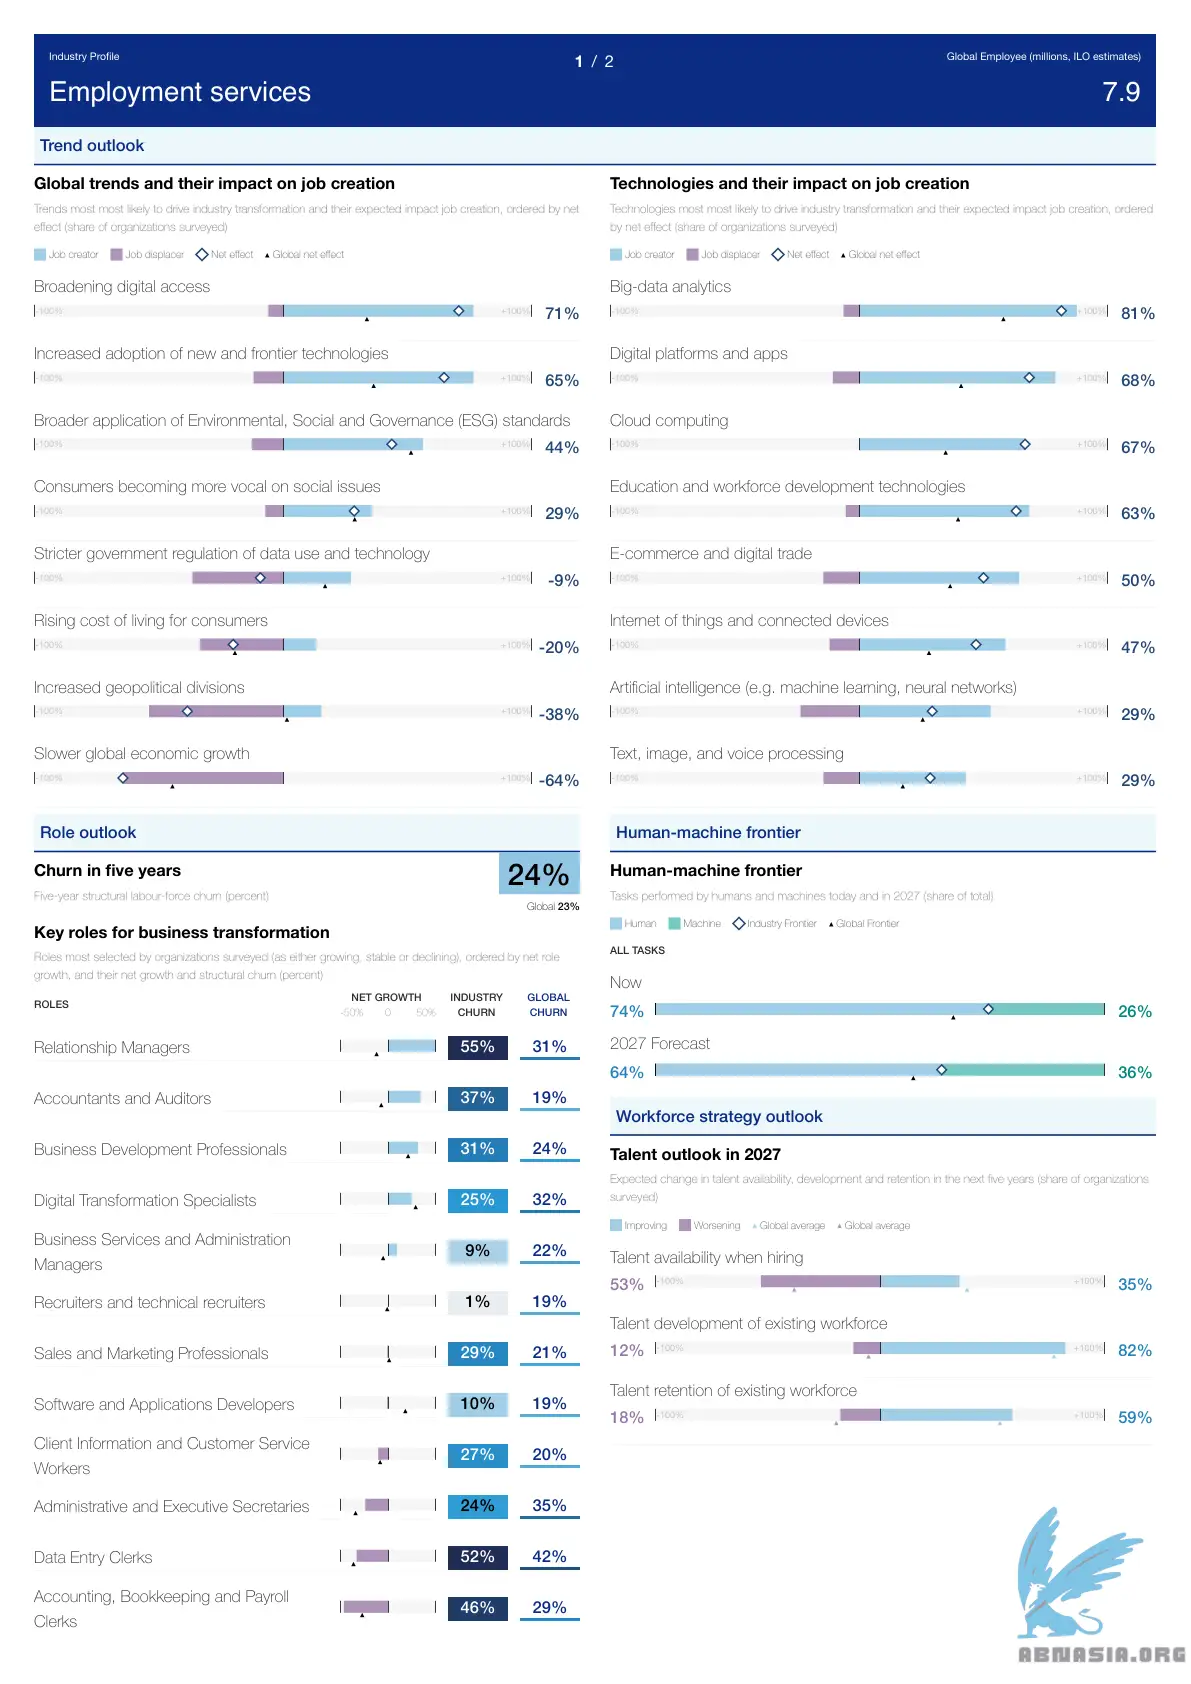 Industry Profile
1 / 2
Global Employee (millions, ILO estimates)
Employment services
7.9
Trend outlook
Global trends and their impact on job creation
Trends most most likely to drive industry transformation and their expected impact job creation, ordered by net
effect (share of organizations surveyed)
Job creator Job displacer Net effect Global net effect
Broadening digital access
-100% +100% 71%
Increased adoption of new and frontier technologies
-100% +100% 65%
Broader application of Environmental, Social and Governance (ESG) standards
-100% +100% 44%
Consumers becoming more vocal on social issues
-100% +100% 29%
Stricter government regulation of data use and technology
-100% +100% -9%
Rising cost of living for consumers
-100% +100% -20%
Increased geopolitical divisions
-100% +100% -38%
Slower global economic growth
-100% +100% -64%
Technologies and their impact on job creation
Technologies most most likely to drive industry transformation and their expected impact job creation, ordered
by net effect (share of organizations surveyed)
Job creator Job displacer Net effect Global net effect
Big-data analytics
-100% +100% 81%
Digital platforms and apps
-100% +100% 68%
Cloud computing
-100% +100% 67%
Education and workforce development technologies
-100% +100% 63%
E-commerce and digital trade
-100% +100% 50%
Internet of things and connected devices
-100% +100% 47%
Artificial intelligence (e.g. machine learning, neural networks)
-100% +100% 29%
Text, image, and voice processing
-100% +100% 29%
Role outlook
Churn in five years
24%
Five-year structural labour-force churn (percent)
Global 23%
Key roles for business transformation
Roles most selected by organizations surveyed (as either growing, stable or declining), ordered by net role
growth, and their net growth and structural churn (percent)
ROLES
NET GROWTH
-50% 0 50%
INDUSTRY
CHURN
GLOBAL
CHURN
Relationship Managers 55% 31%
Accountants and Auditors 37% 19%
Business Development Professionals 31% 24%
Digital Transformation Specialists 25% 32%
Business Services and Administration
Managers 9% 22%
Recruiters and technical recruiters 1% 19%
Sales and Marketing Professionals 29% 21%
Software and Applications Developers 10% 19%
Client Information and Customer Service
Workers 27% 20%
Administrative and Executive Secretaries 24% 35%
Data Entry Clerks 52% 42%
Accounting, Bookkeeping and Payroll
Clerks 46% 29%
Human-machine frontier
Human-machine frontier
Tasks performed by humans and machines today and in 2027 (share of total)
Human Machine Industry Frontier Global Frontier
ALL TASKS
Now
74% 26%
2027 Forecast
64% 36%
Workforce strategy outlook
Talent outlook in 2027
Expected change in talent availability, development and retention in the next five years (share of organizations
surveyed)
Improving Worsening Global average Global average
Talent availability when hiring
53% -100% +100% 35%
Talent development of existing workforce
12% -100% +100% 82%
Talent retention of existing workforce
18% -100% +100% 59%
ABNASIA.ORG